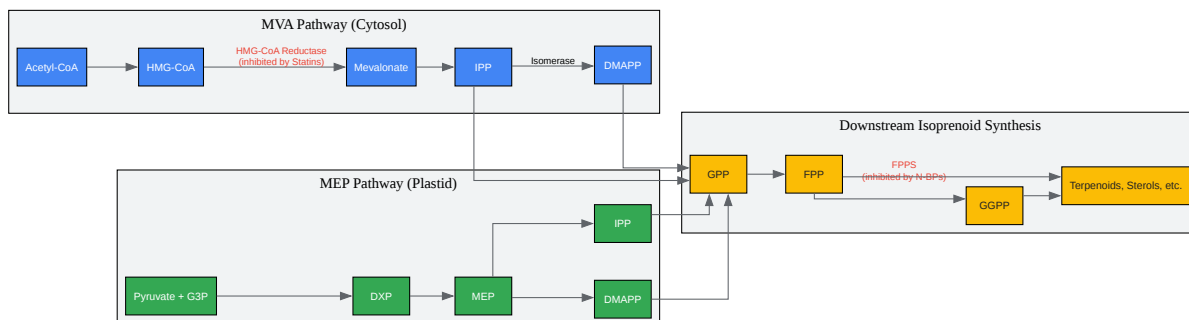 MVA Pathway (Cytosol)
Acetyl-CoA
HMG-CoA
HMG-CoA Reductase
(inhibited by Statins)
Mevalonate
IPP
Isomerase
DMAPP
MEP Pathway (Plastid)
Pyruvate + G3P
DXP
MEP
IPP
DMAPP
Downstream Isoprenoid Synthesis
GPP
FPP
FPPS
(inhibited by N-BPs)
GGPP
Terpenoids, Sterols, etc.